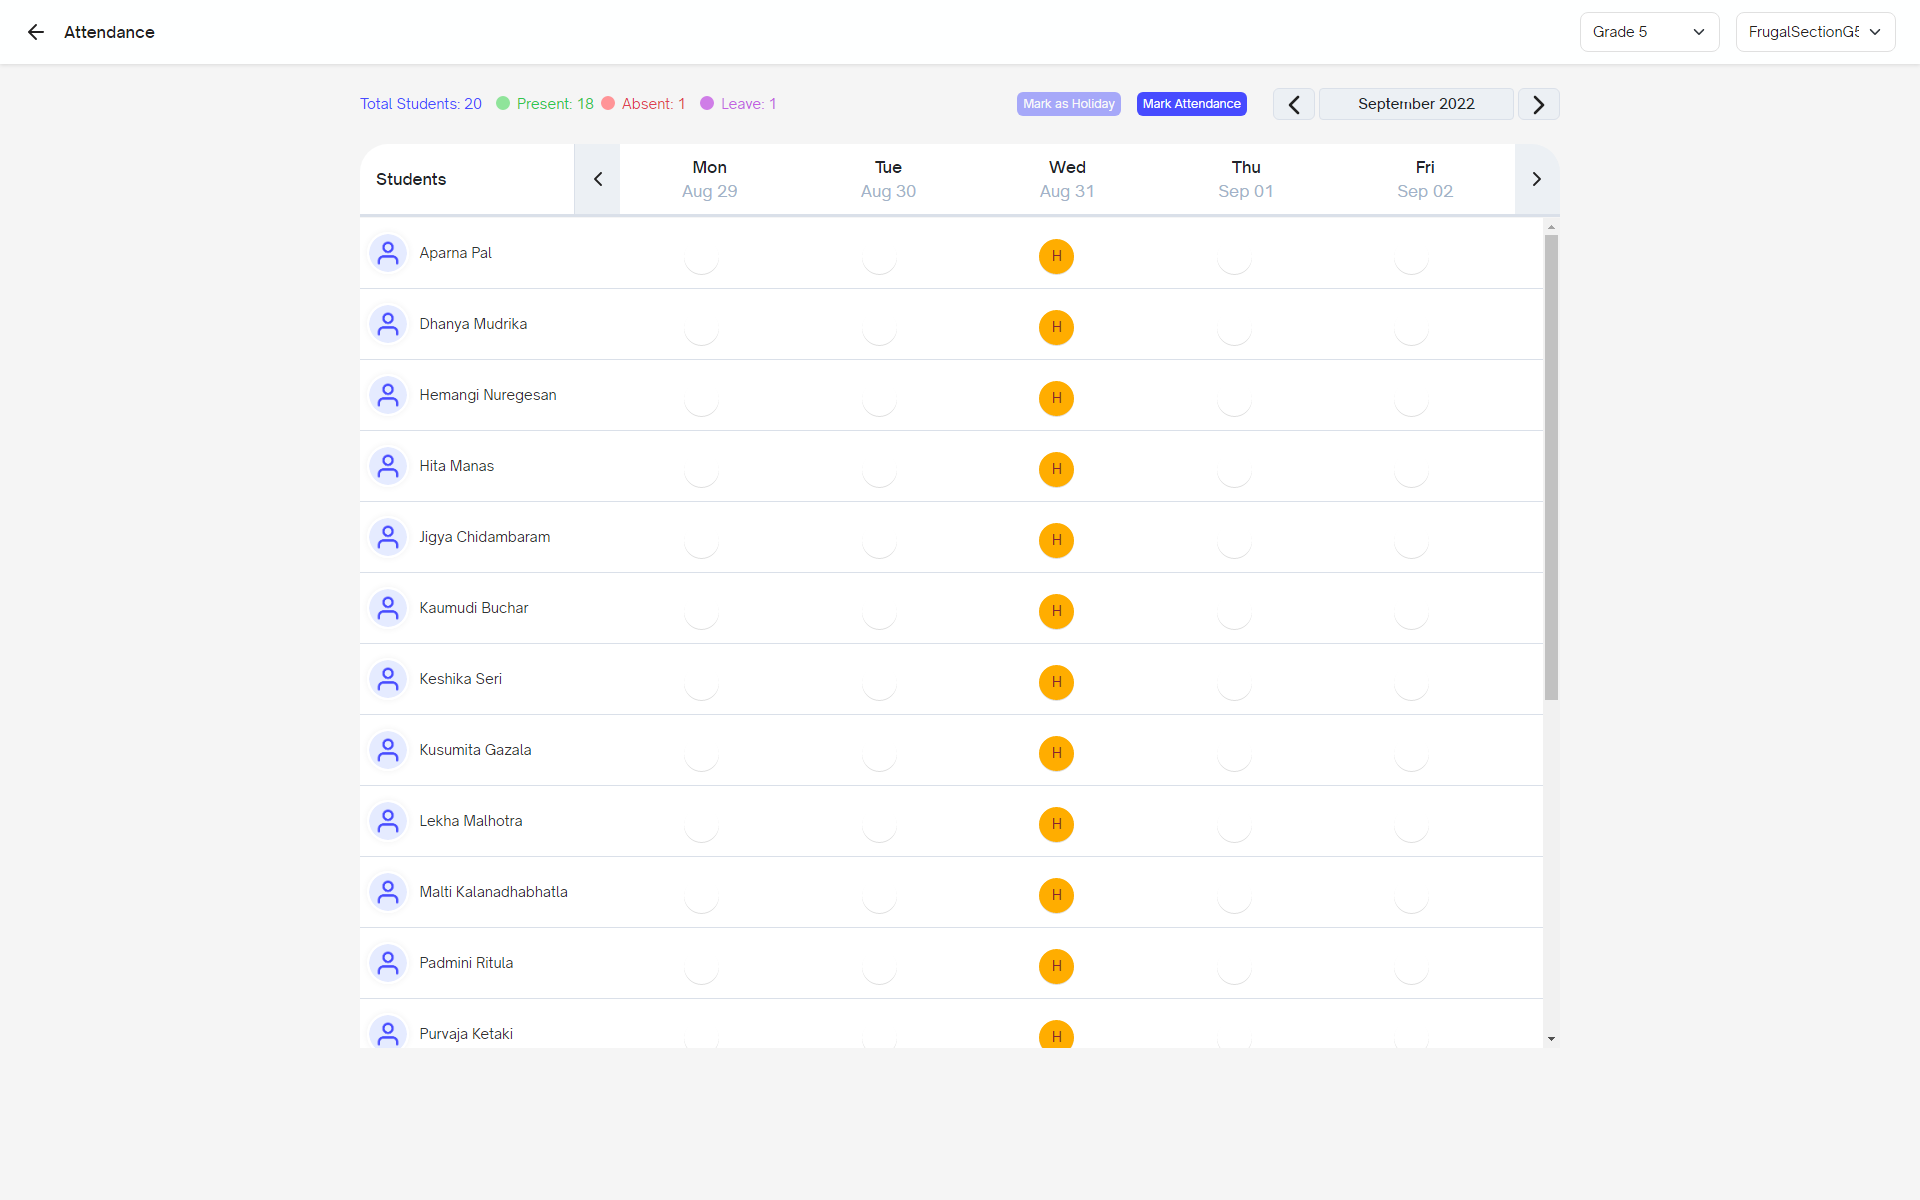 Attendance
Grade 5
FrugalSectionG5
Total Students: 20
Present: 18
Absent: 1
Leave: 1
Mark as Holiday
Mark Attendance
September 2022
Students
Mon
Tue
Wed
Thu
Fri
Aug 29
Aug 30
Aug 31
Sep 01
Sep 02
Aparna Pal
H
Dhanya Mudrika
H
Hemangi Nuregesan
H
Hita Manas
H
Jigya Chidambaram
H
Kaumudi Buchar
H
Keshika Seri
H
Kusumita Gazala
H
Lekha Malhotra
H
Malti Kalanadhabhatla
H
Padmini Ritula
H
Purvaja Ketaki
H